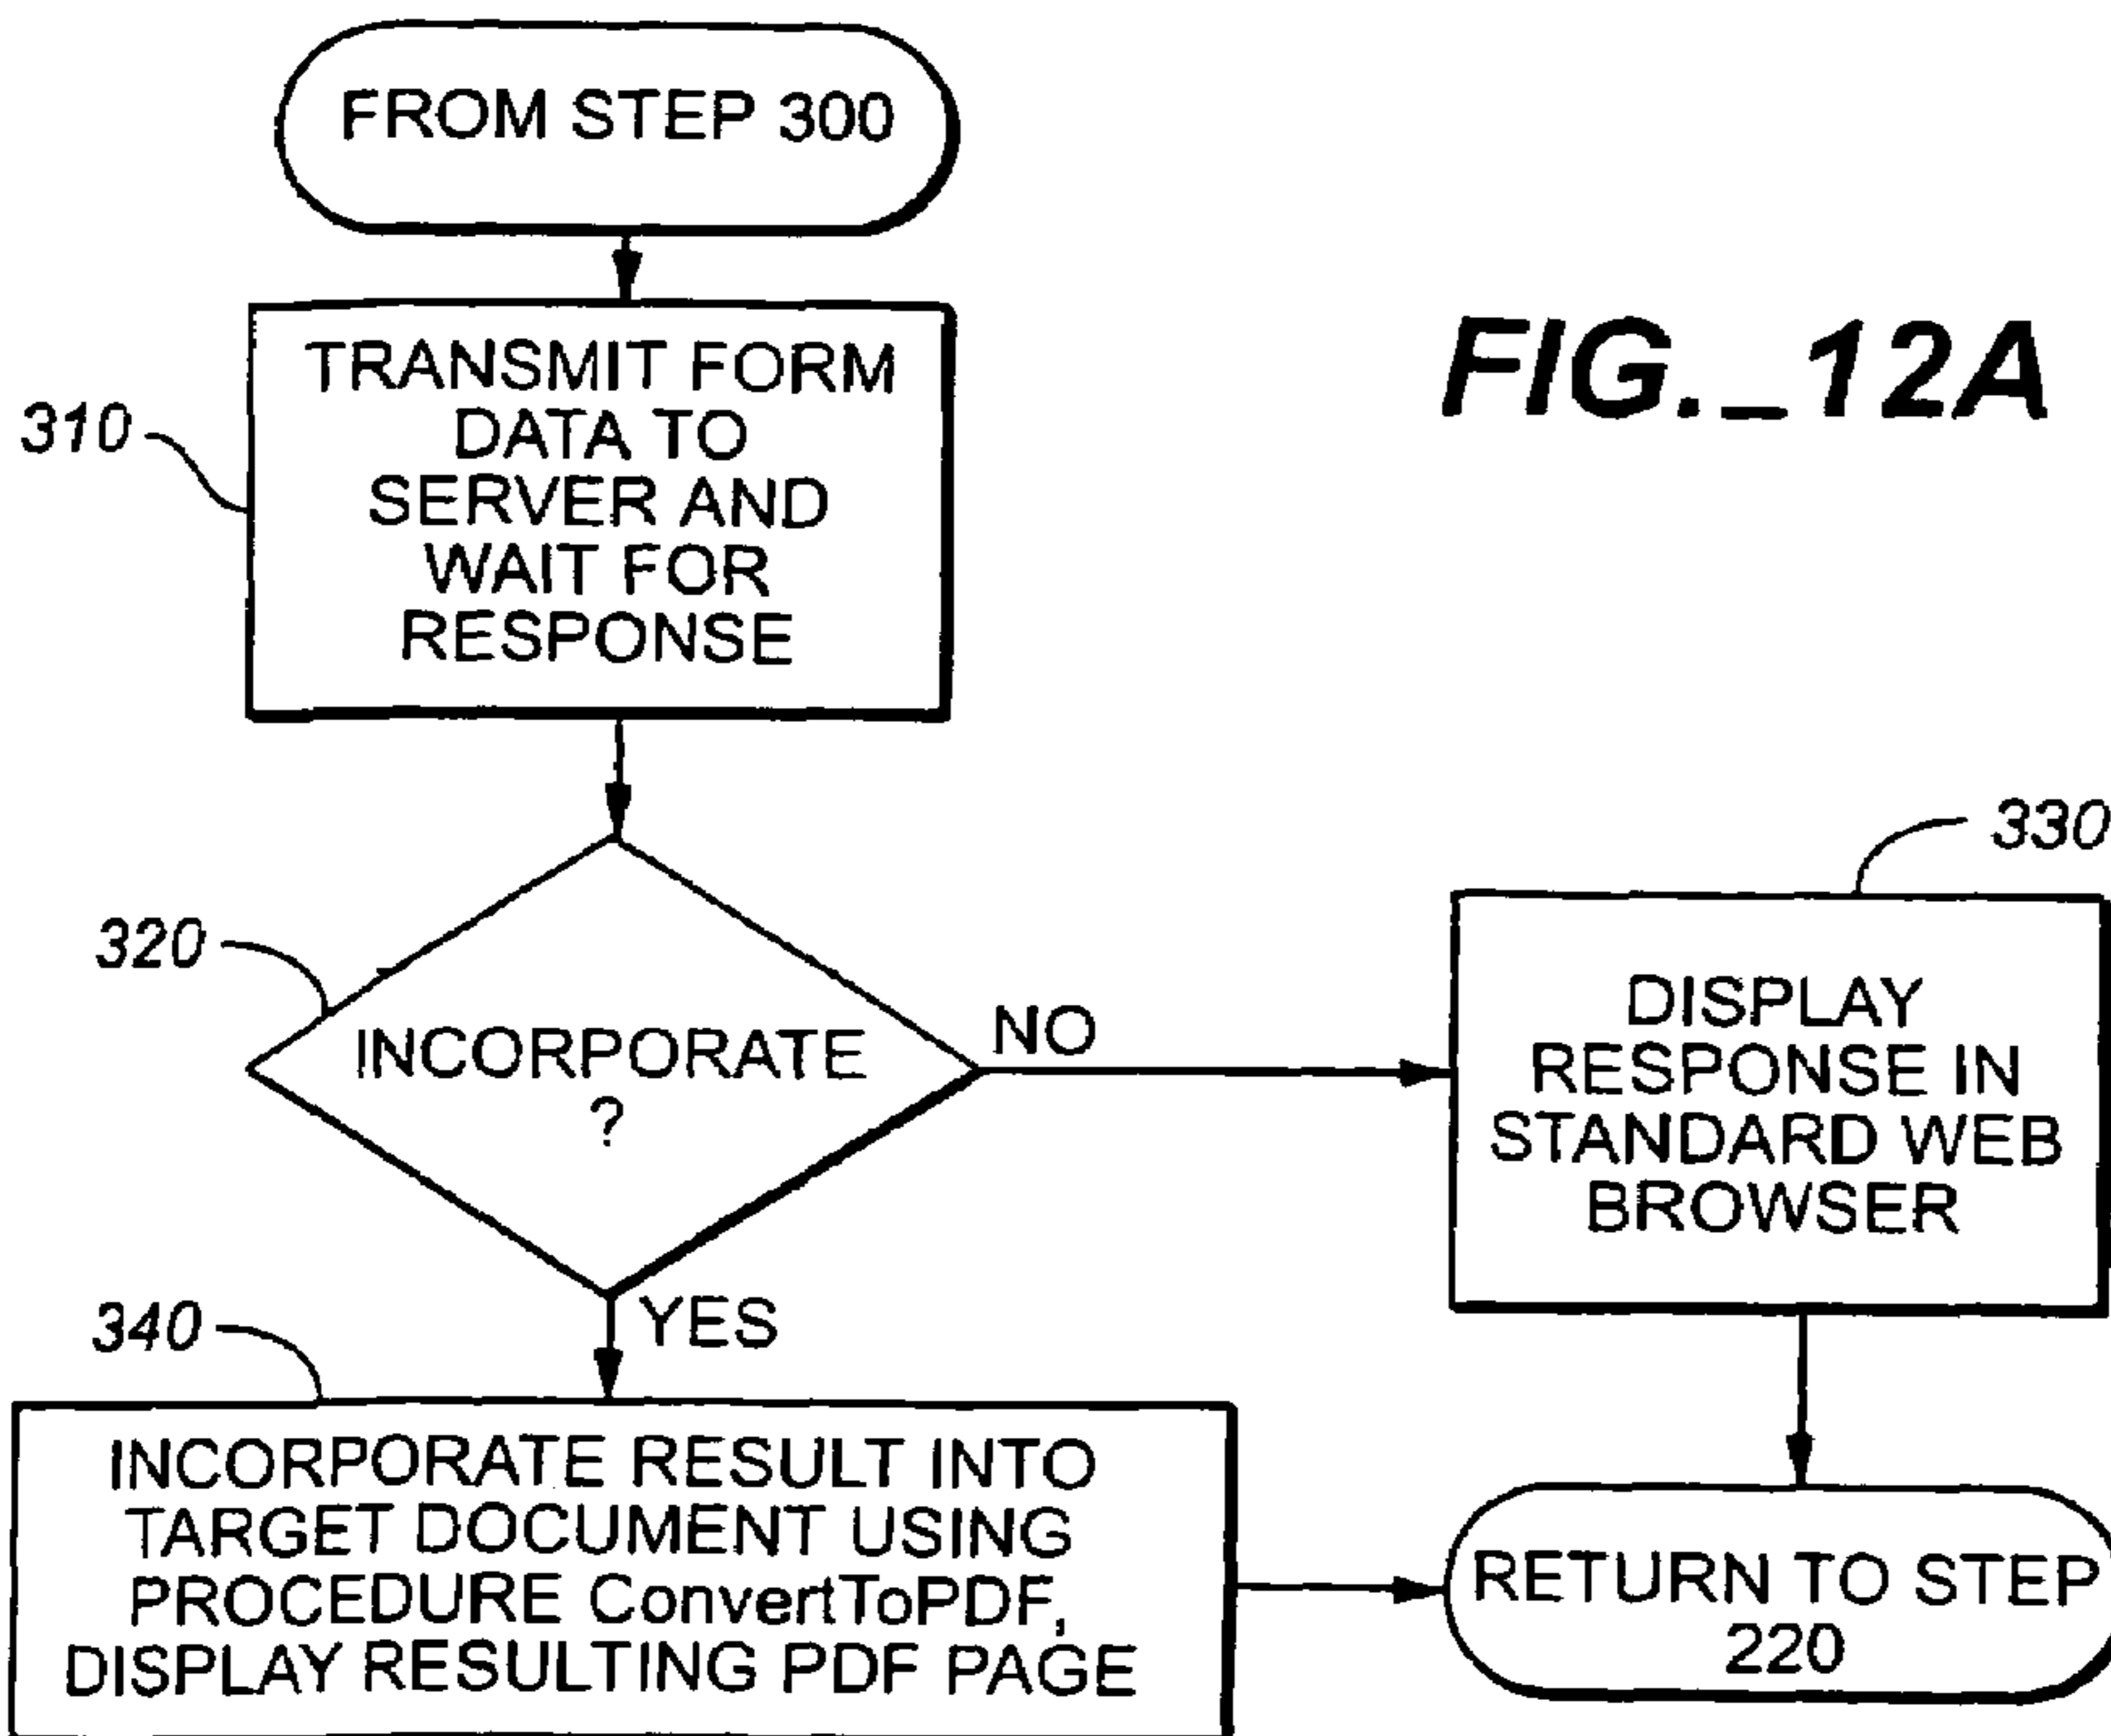 FROM STEP 300
FIG._12A
310
TRANSMIT FORM
DATA TO
SERVER AND
WAIT FOR
RESPONSE
320
INCORPORATE
?
NO
YES
330
DISPLAY
RESPONSE IN
STANDARD WEB
BROWSER
340
INCORPORATE RESULT INTO
TARGET DOCUMENT USING
PROCEDURE ConvertToPDF,
DISPLAY RESULTING PDF PAGE
RETURN TO STEP
220